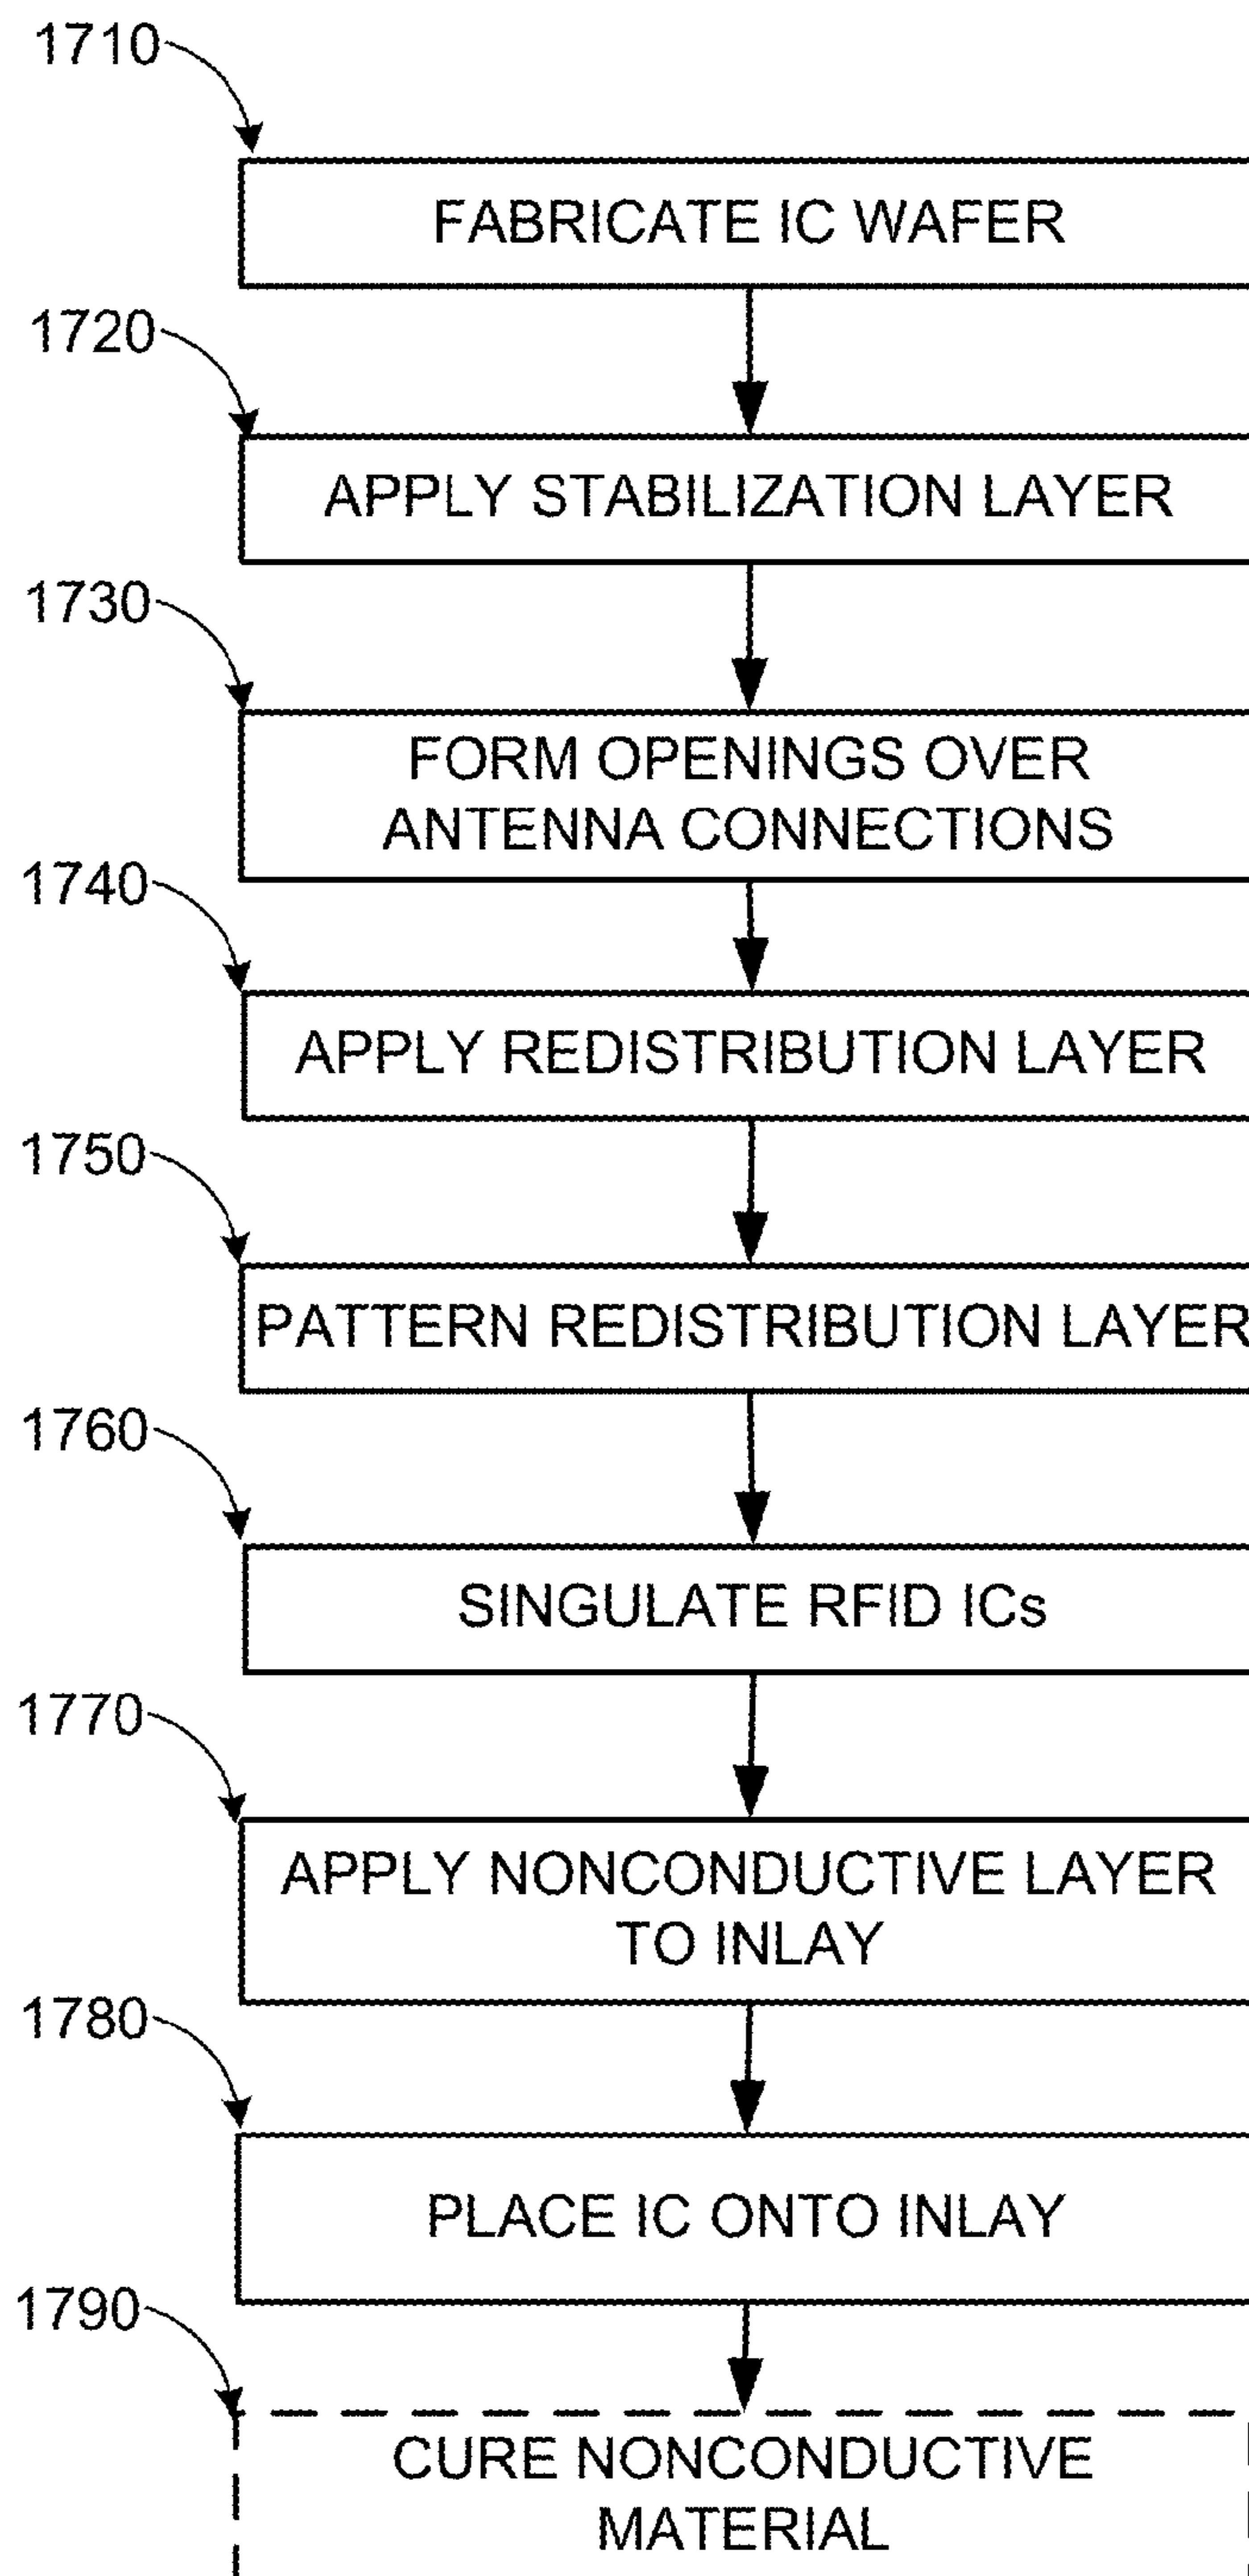 1710
FABRICATE IC WAFER
1720
APPLY STABILIZATION LAYER
1730
FORM OPENINGS OVER
ANTENNA CONNECTIONS
1740
APPLY REDISTRIBUTION LAYER
1750
PATTERN REDISTRIBUTION LAYER
1760
SINGULATE RFID ICs
1770
APPLY NONCONDUCTIVE LAYER
TO INLAY
1780
PLACE IC ONTO INLAY
1790
CURE NONCONDUCTIVE
MATERIAL